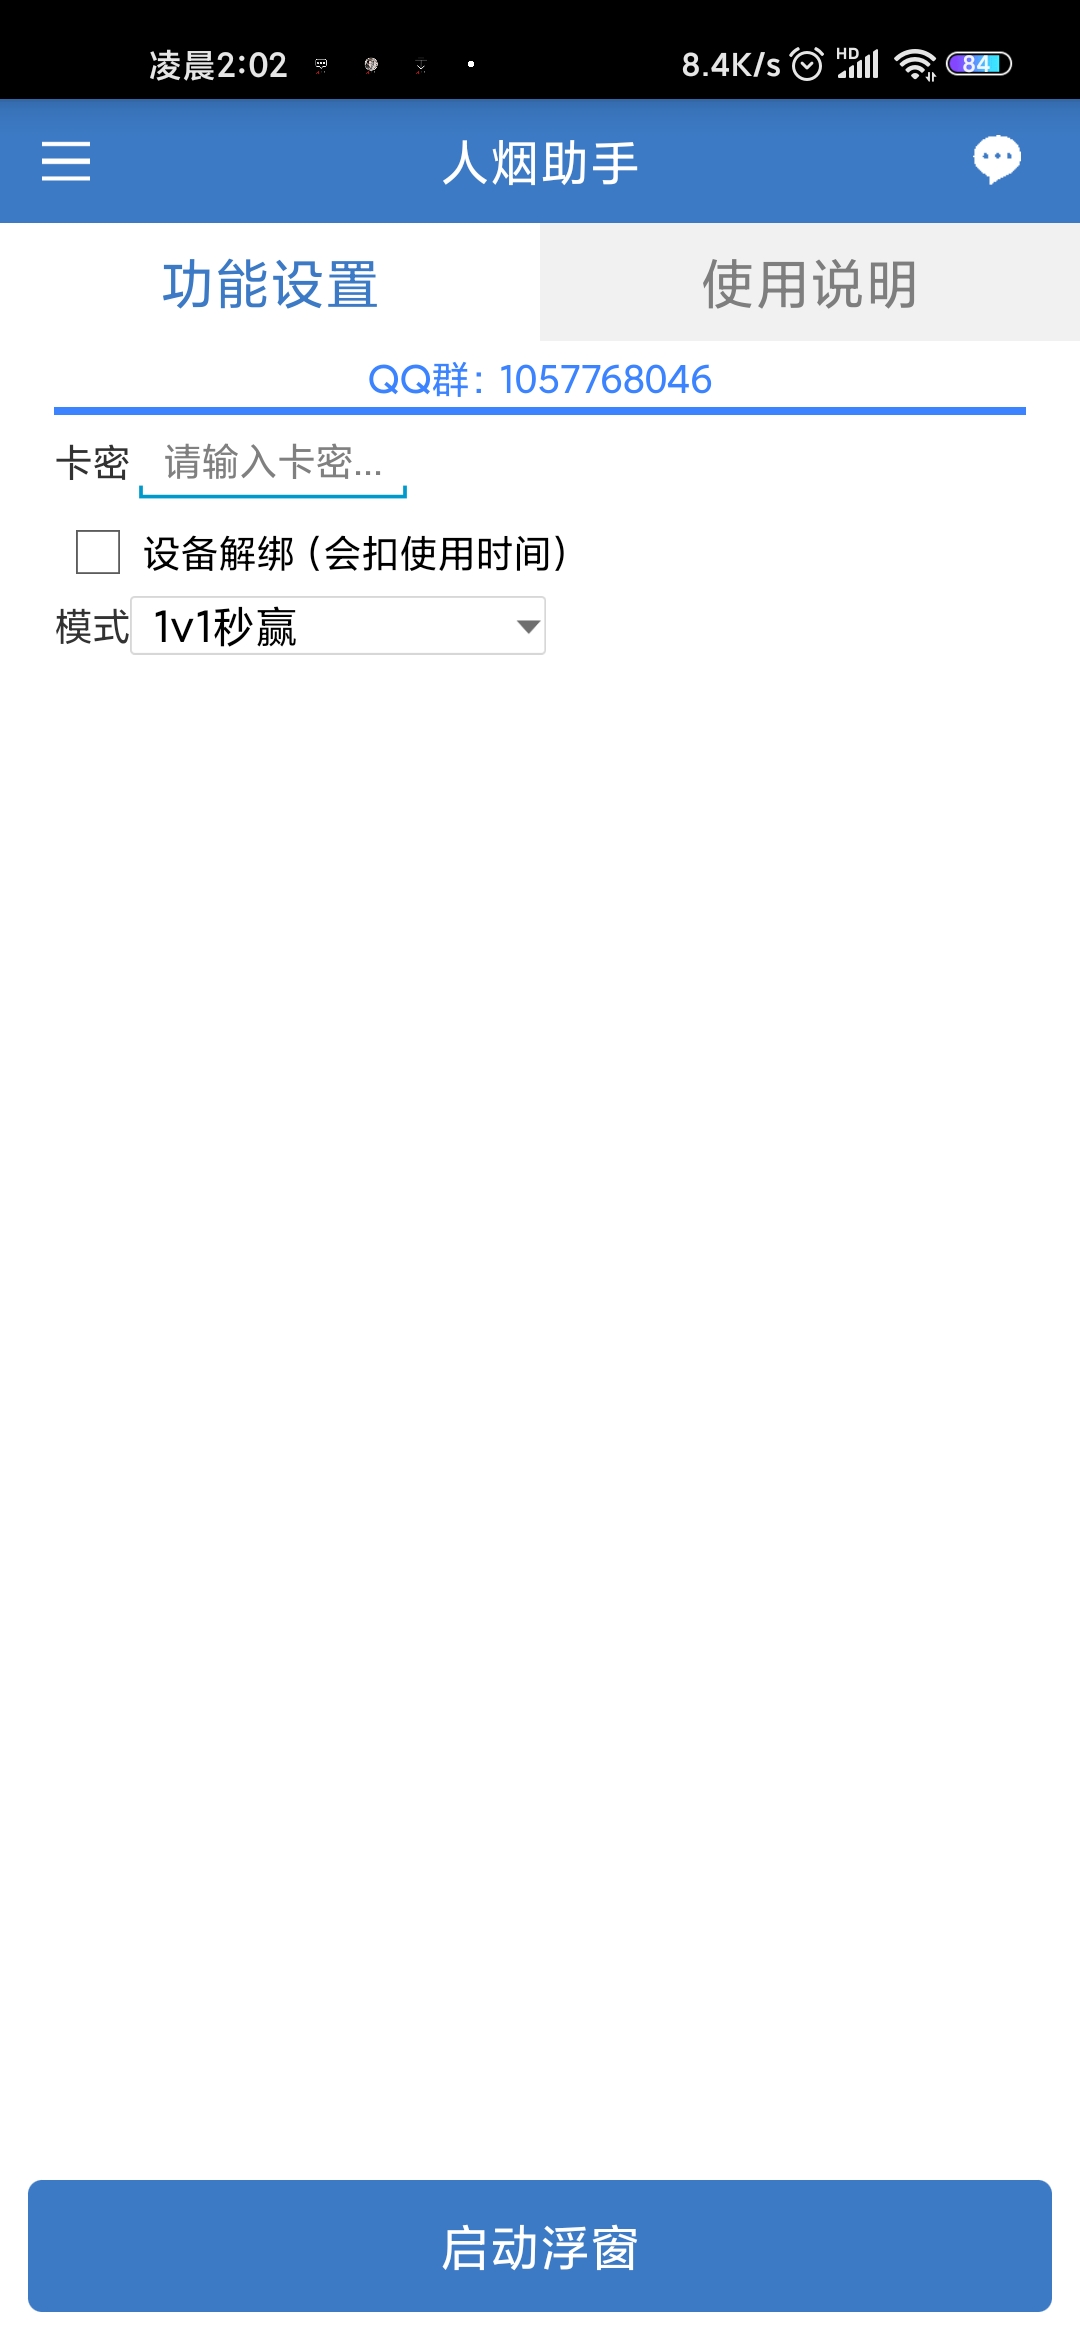 凌晨2:02 8.4K/s HD 84
人烟助手
功能设置 使用说明
QQ群：1057768046
卡密 请输入卡密...
设备解绑（会扣使用时间）
模式 1v1秒赢
启动浮窗